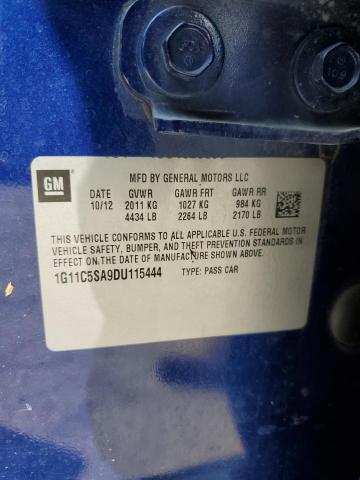 GM
MFD BY GENERAL MOTORS LLC
DATE GVWR GAWR FRT GAWR RR
10/12 2011 KG 1027 KG 984 KG
4434 LB 2264 LB 2170 LB
THIS VEHICLE CONFORMS TO ALL APPLICABLE U.S. FEDERAL MOTOR
VEHICLE SAFETY, BUMPER, AND THEFT PREVENTION STANDARDS IN
EFFECT ON THE DATE OF MANUFACTURE SHOWN ABOVE.
1G11C5SA9DU115444 TYPE: PASS CAR